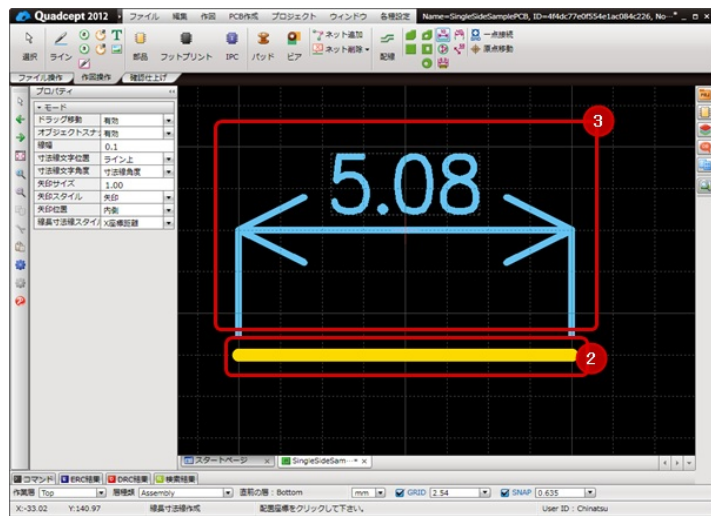 Quadcept 2012
ファイル 編集 作図 PCB作成 プロジェクト ウィンドウ 各種設定
Name=SingleSideSamplePCB, ID=4f4dc77e0f554e1ac084c226, No···*
選択 ライン 部品 フットプリント IPC パッド ビア ネット追加 ネット削除 配線 一点接続 原点移動
ファイル操作 作図操作 確認仕上げ
プロパティ
モード
ドラッグ移動 有効
オブジェクトスナ 有効
線幅 0.1
寸法線文字位置 ライン上
寸法線文字角度 寸法線角度
矢印サイズ 1.00
矢印スタイル 矢印
矢印位置 内側
線長寸法線スタイル X座標距離
3
5.08
2
スタートページ × SingleSideSam···* ×
コマンド ERC結果 DRC結果 検索結果
作業層 Top 層種類 Assembly 直前の層 : Bottom mm GRID 2.54 SNAP 0.635
X:-33.02 Y:140.97 線長寸法線作成 配置座標をクリックして下さい。 User ID : Chinatsu